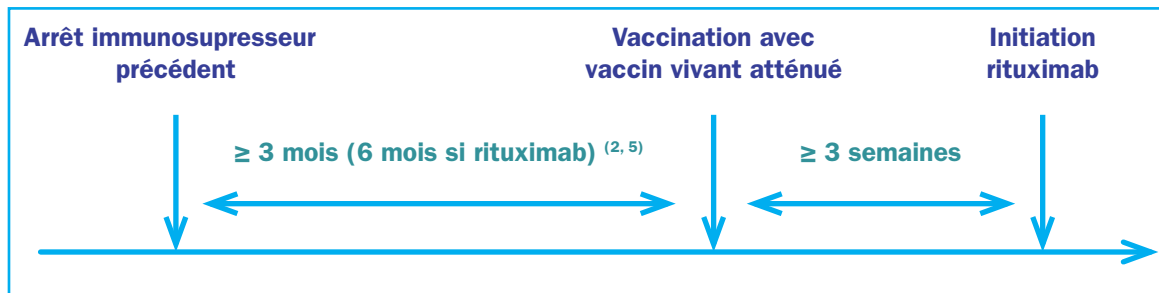 Arrêt immunosupresseur
précédent
Vaccination avec
vaccin vivant atténué
Initiation
rituximab
≥ 3 mois (6 mois si rituximab) (2, 5)
≥ 3 semaines